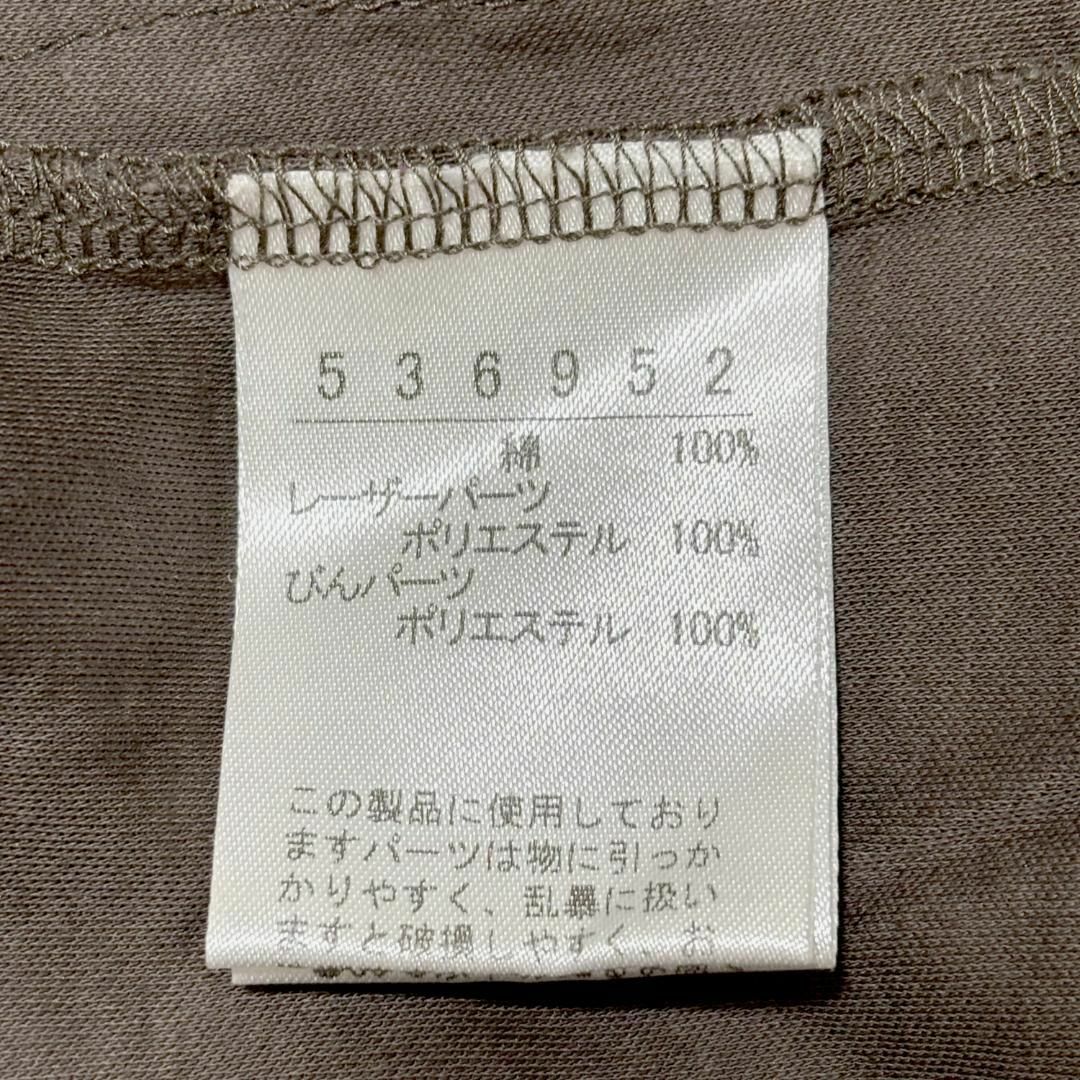 536952
綿 100%
レーザーパーツ
ポリエステル 100%
びんパーツ
ポリエステル 100%
この製品に使用しており
ますパーツは物に引っか
かりやすく、乱暴に扱い
ますと破損しやすく、お